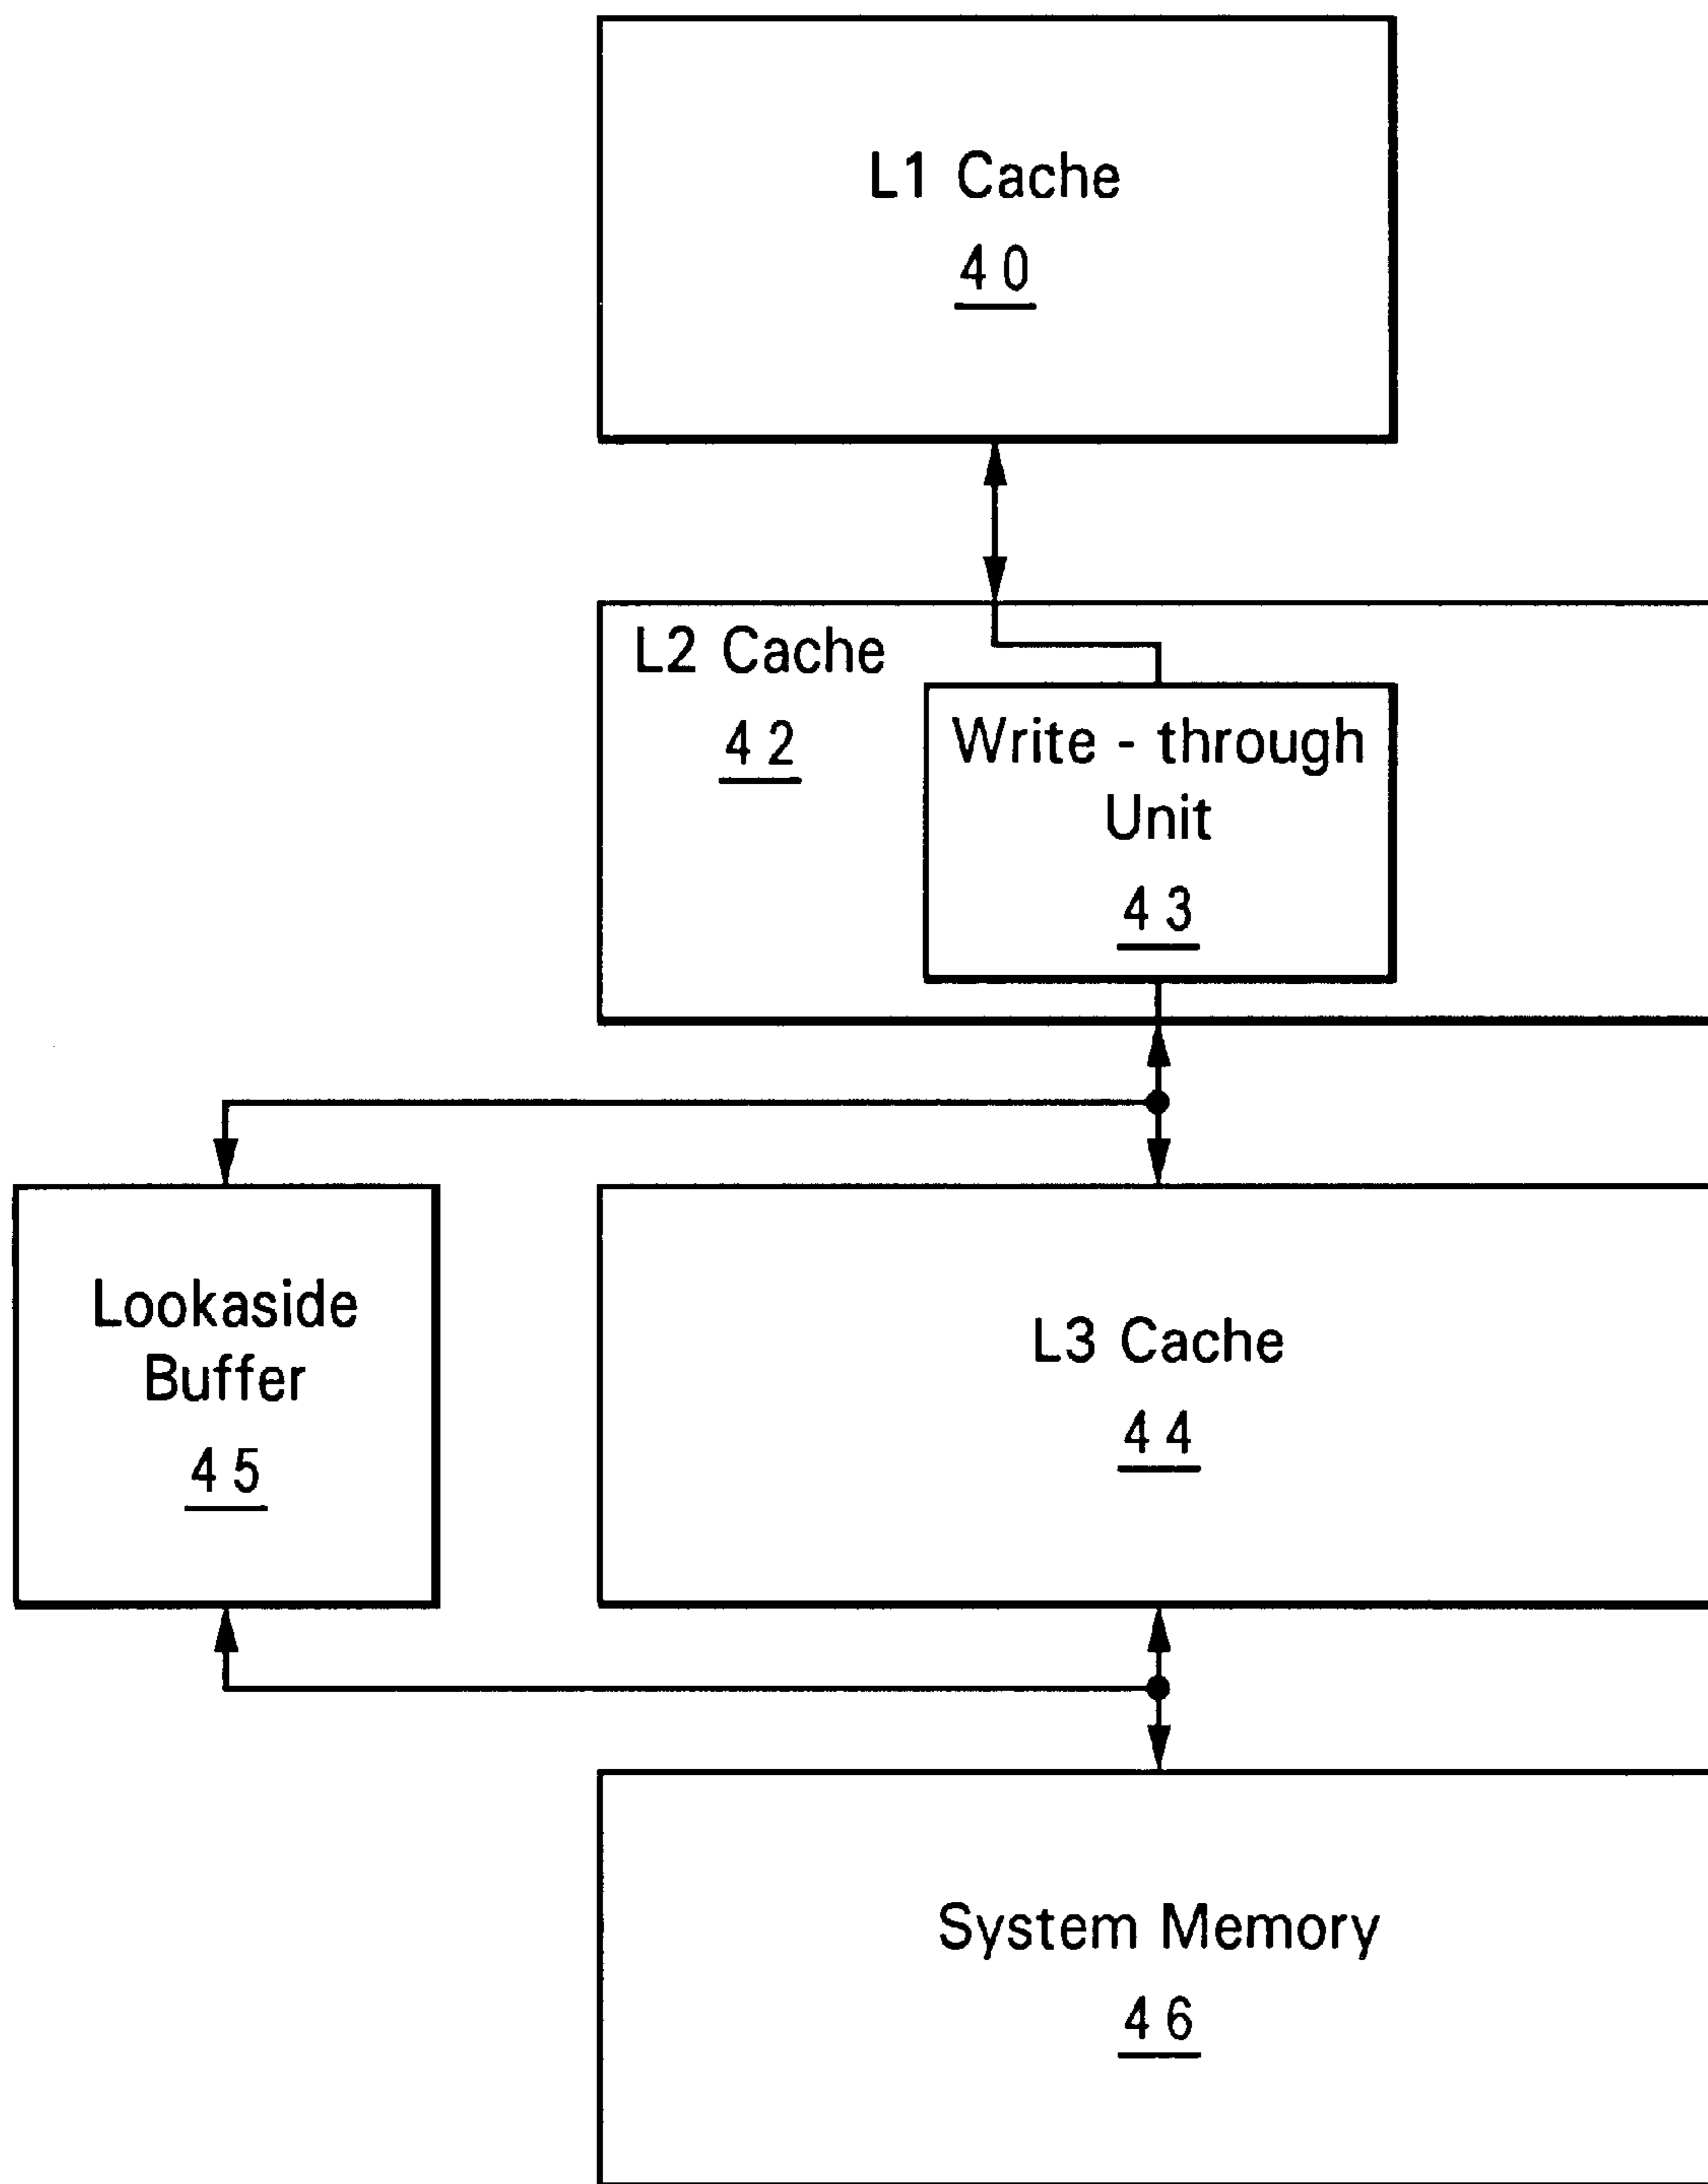 L1 Cache
40
L2 Cache
42
Write - through
Unit
43
Lookaside
Buffer
45
L3 Cache
44
System Memory
46